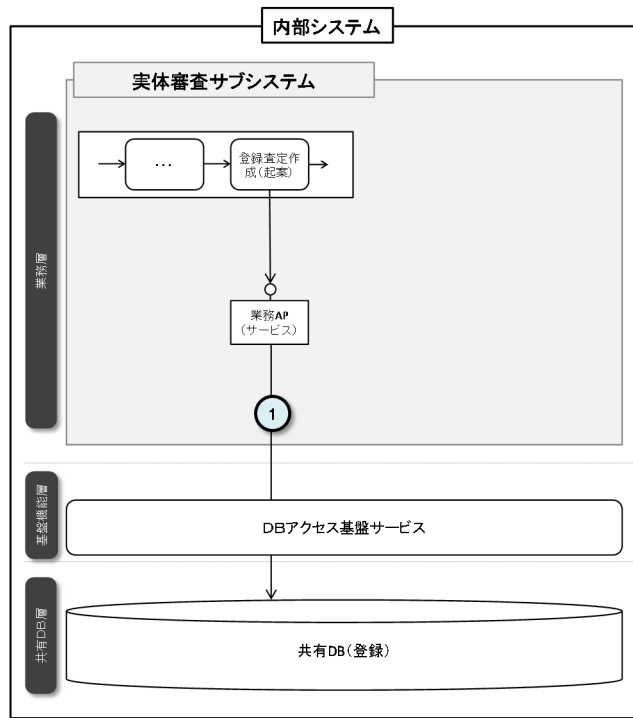 内部システム
実体審査サブシステム
...
登録査定作
成(起案)
業務層
業務AP
(サービス)
1
基盤機能層
DBアクセス基盤サービス
共有DB層
共有DB(登録)